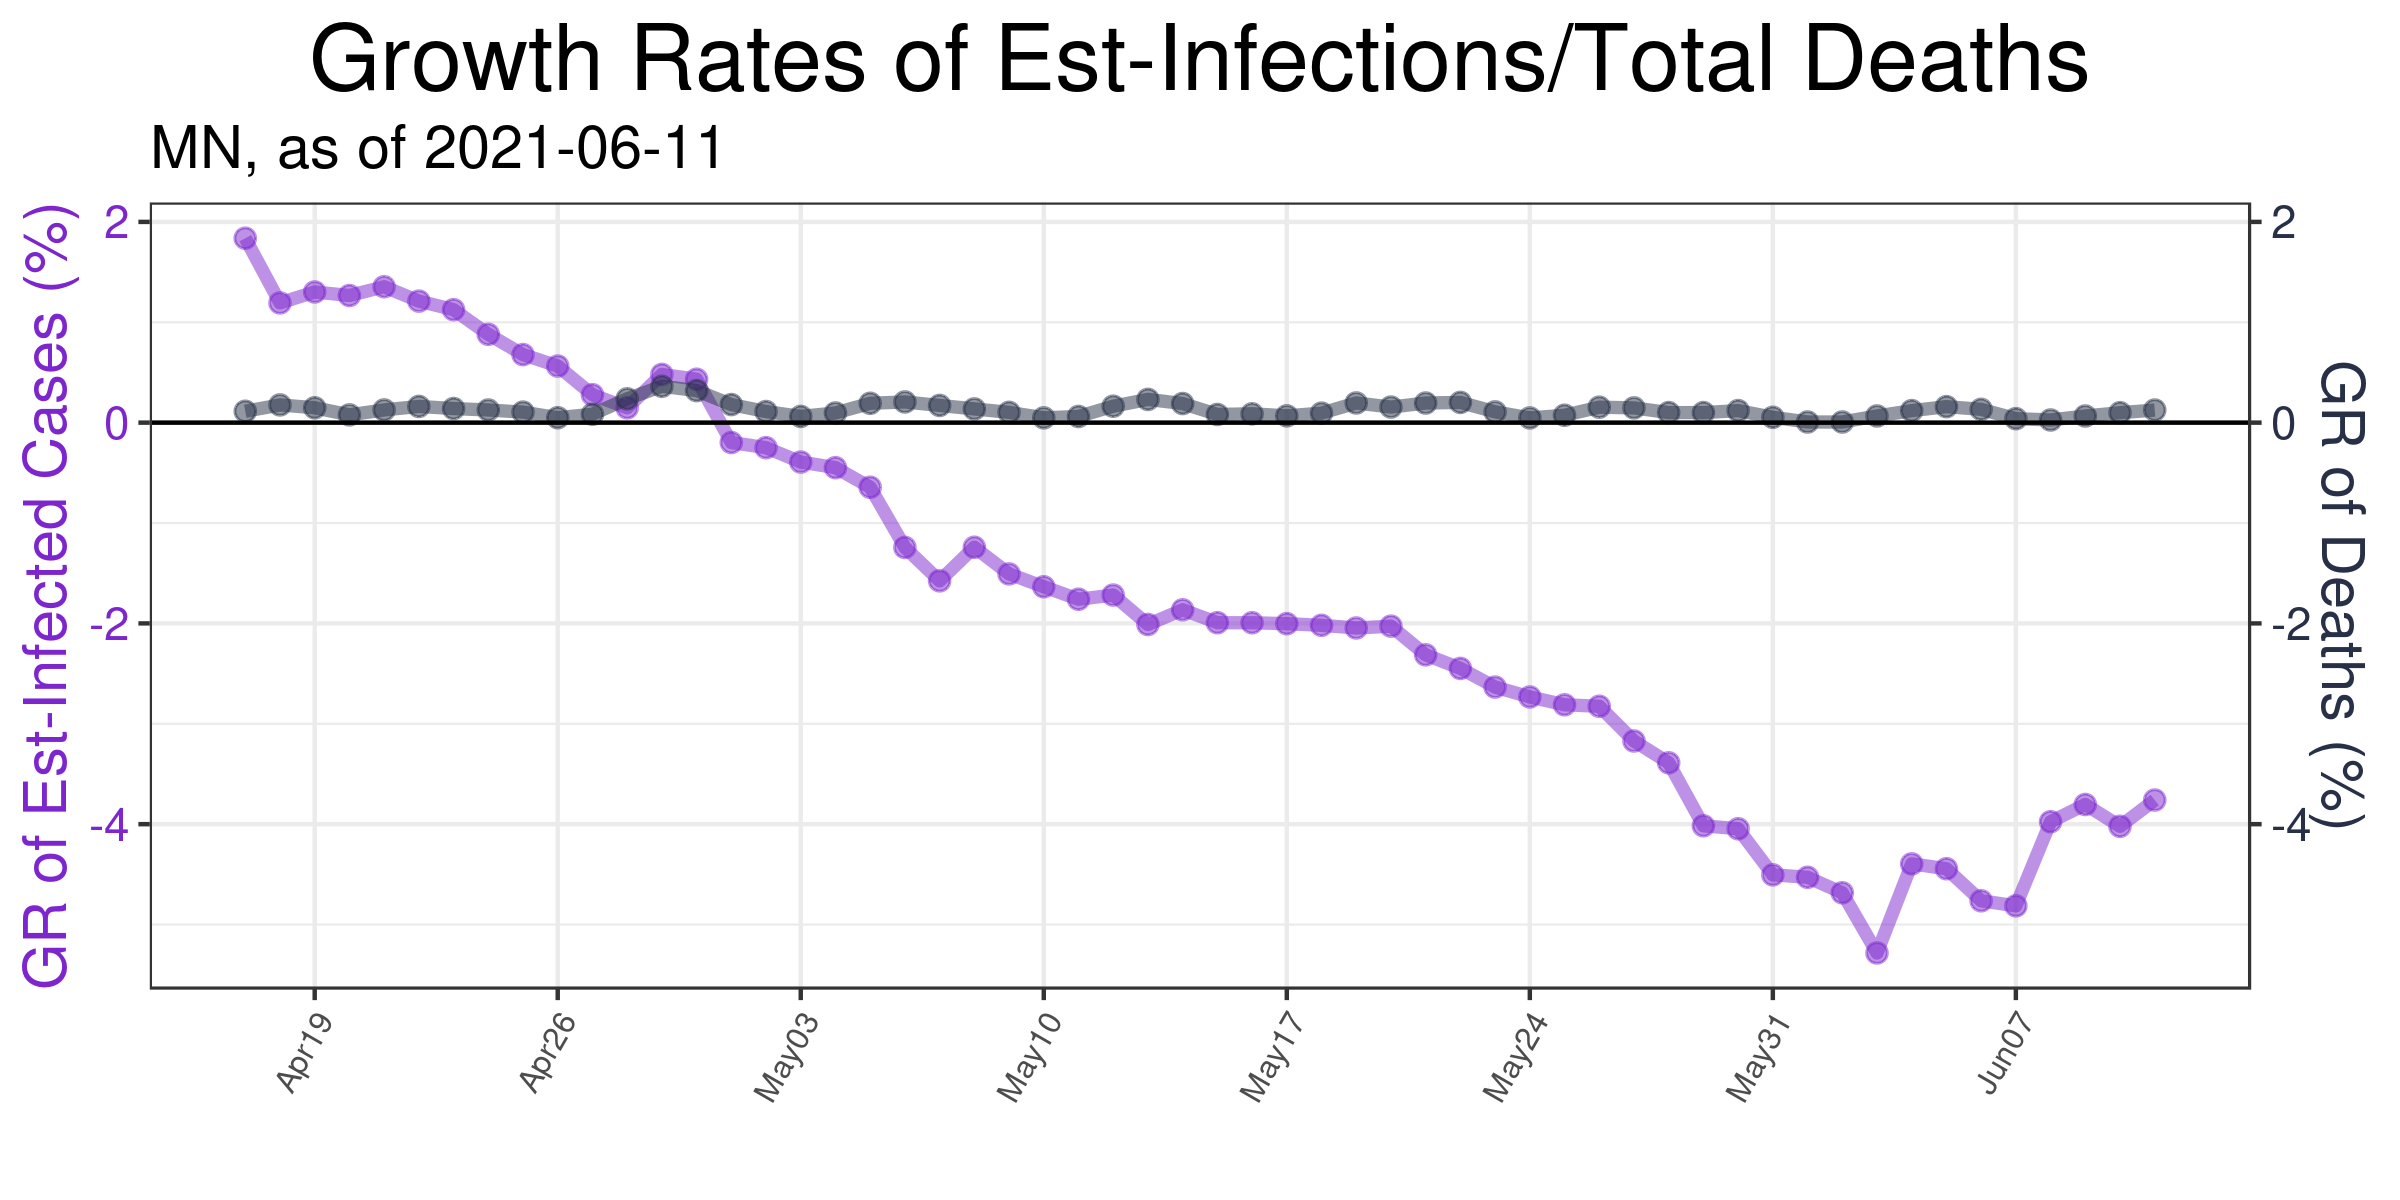 Growth Rates of Est-Infections/Total Deaths
MN, as of 2021-06-11
GR of Est-Infected Cases (%)
2
0
-2
-4
2
0
-2
-4
GR of Deaths (%)
Apr19
Apr26
May03
May10
May17
May24
May31
Jun07